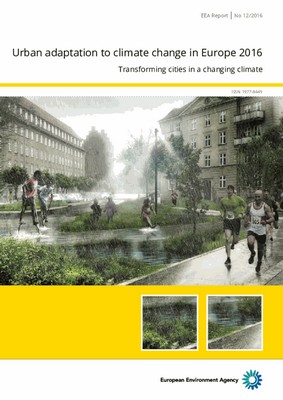 EEA Report | No 12/2016
Urban adaptation to climate change in Europe 2016
Transforming cities in a changing climate
ISSN 1977-8449
European Environment Agency